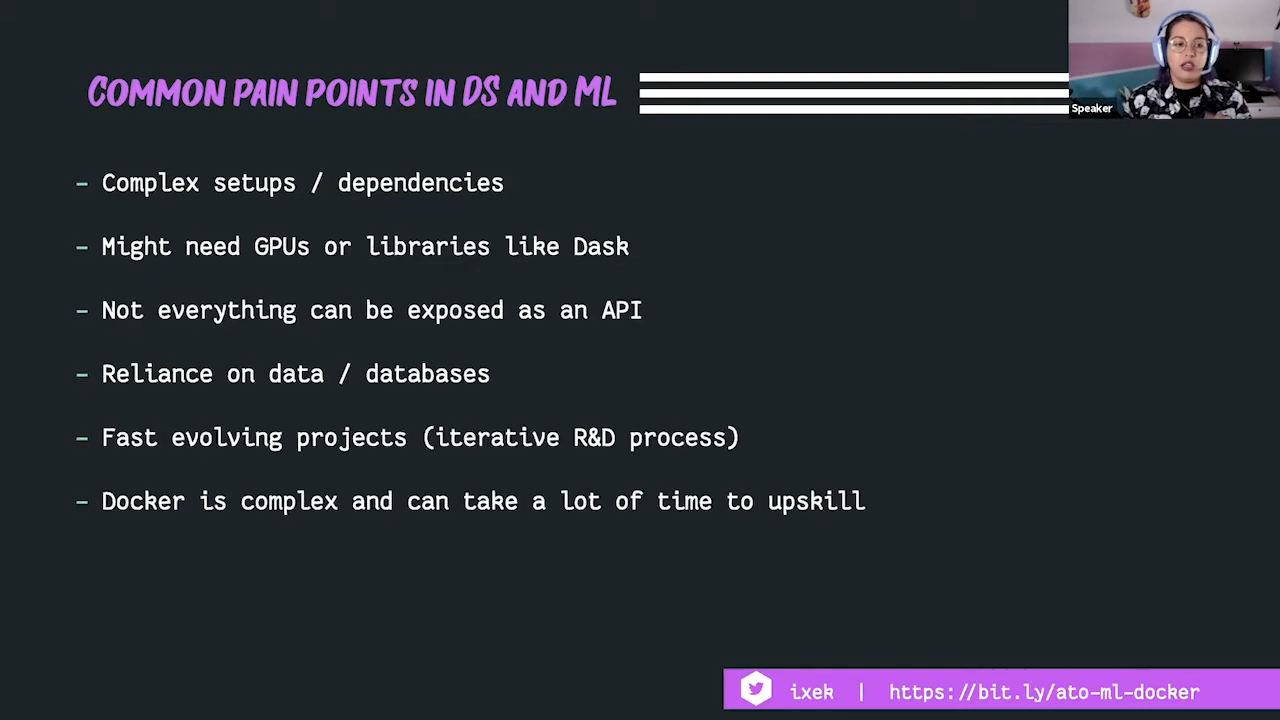 COMMON PAIN POINTS IN DS AND ML
Speaker
– Complex setups / dependencies
– Might need GPUs or libraries like Dask
– Not everything can be exposed as an API
– Reliance on data / databases
– Fast evolving projects (iterative R&D process)
– Docker is complex and can take a lot of time to upskill
ixek | https://bit.ly/ato-ml-docker